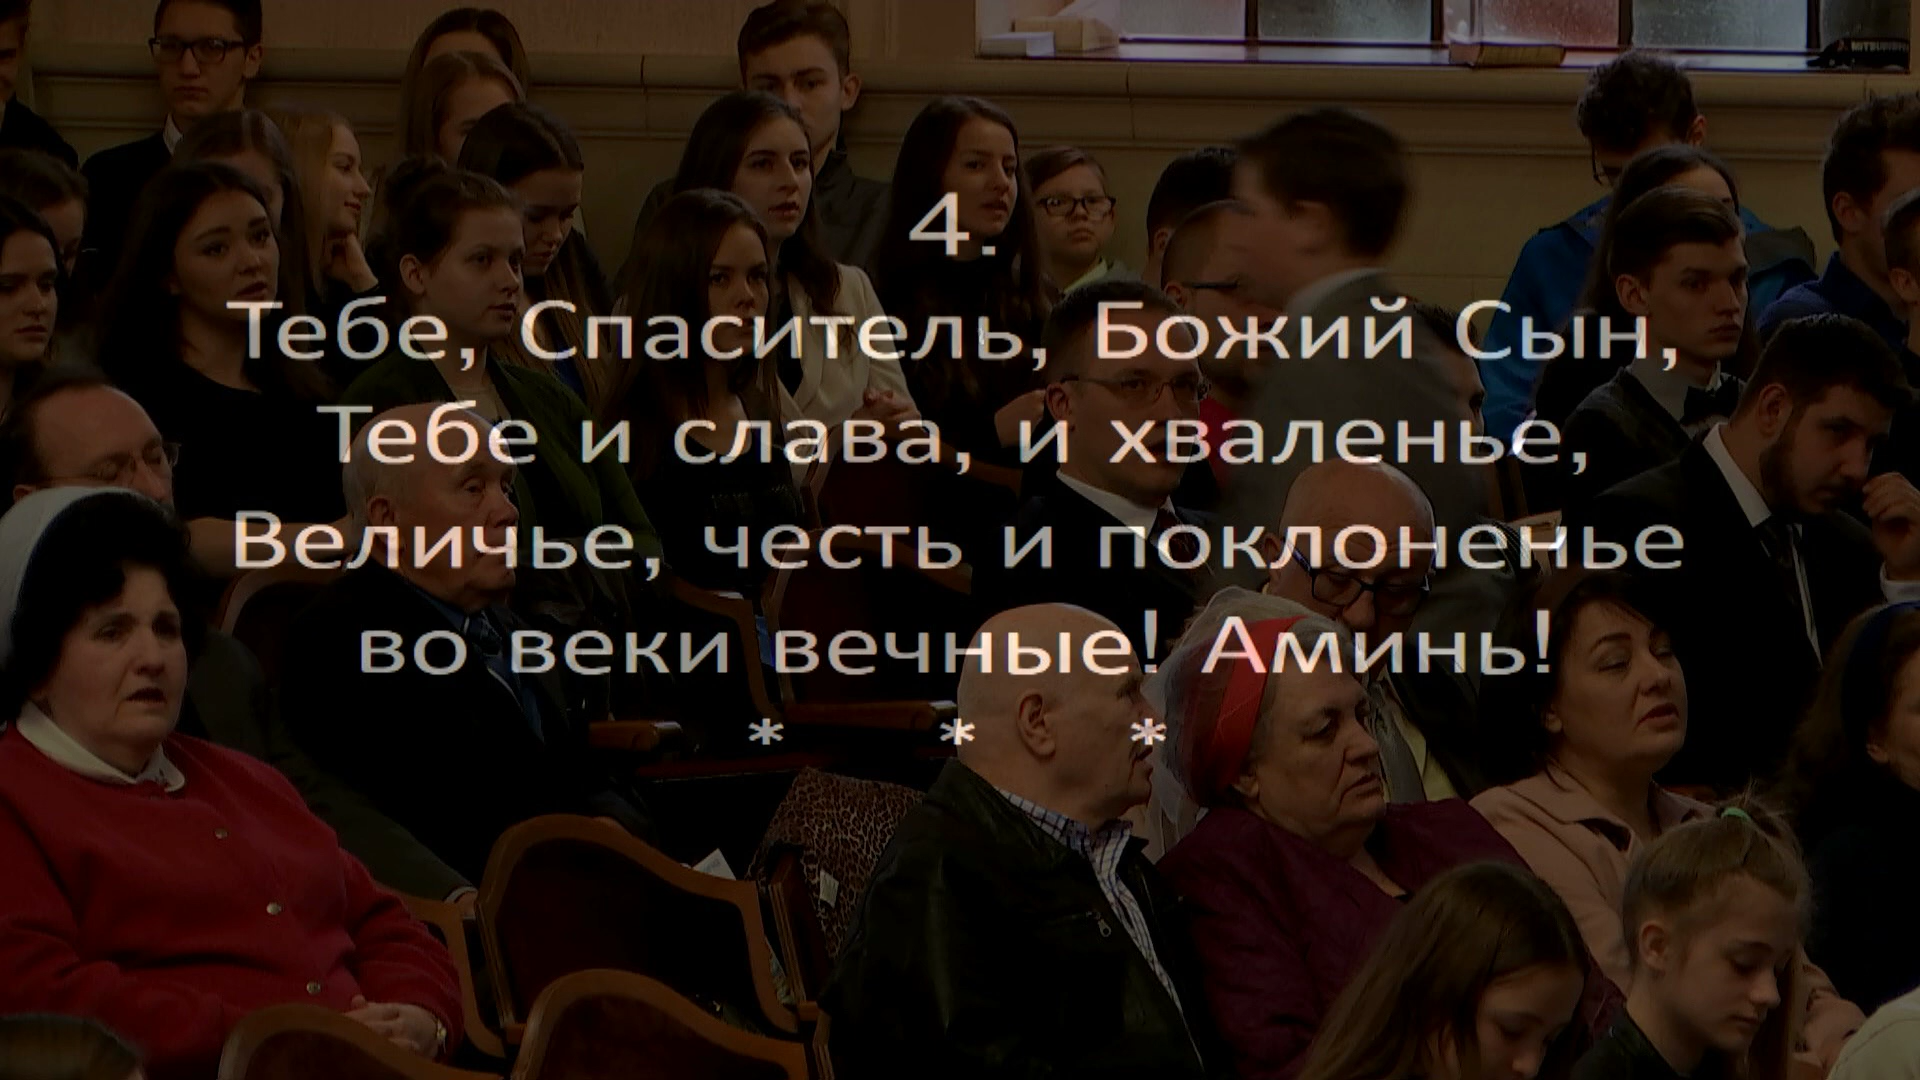 4.
Тебе, Спаситель, Божий Сын,
Тебе и слава, и хваленье,
Величье, честь и поклоненье
во веки вечные! Аминь!
* * *